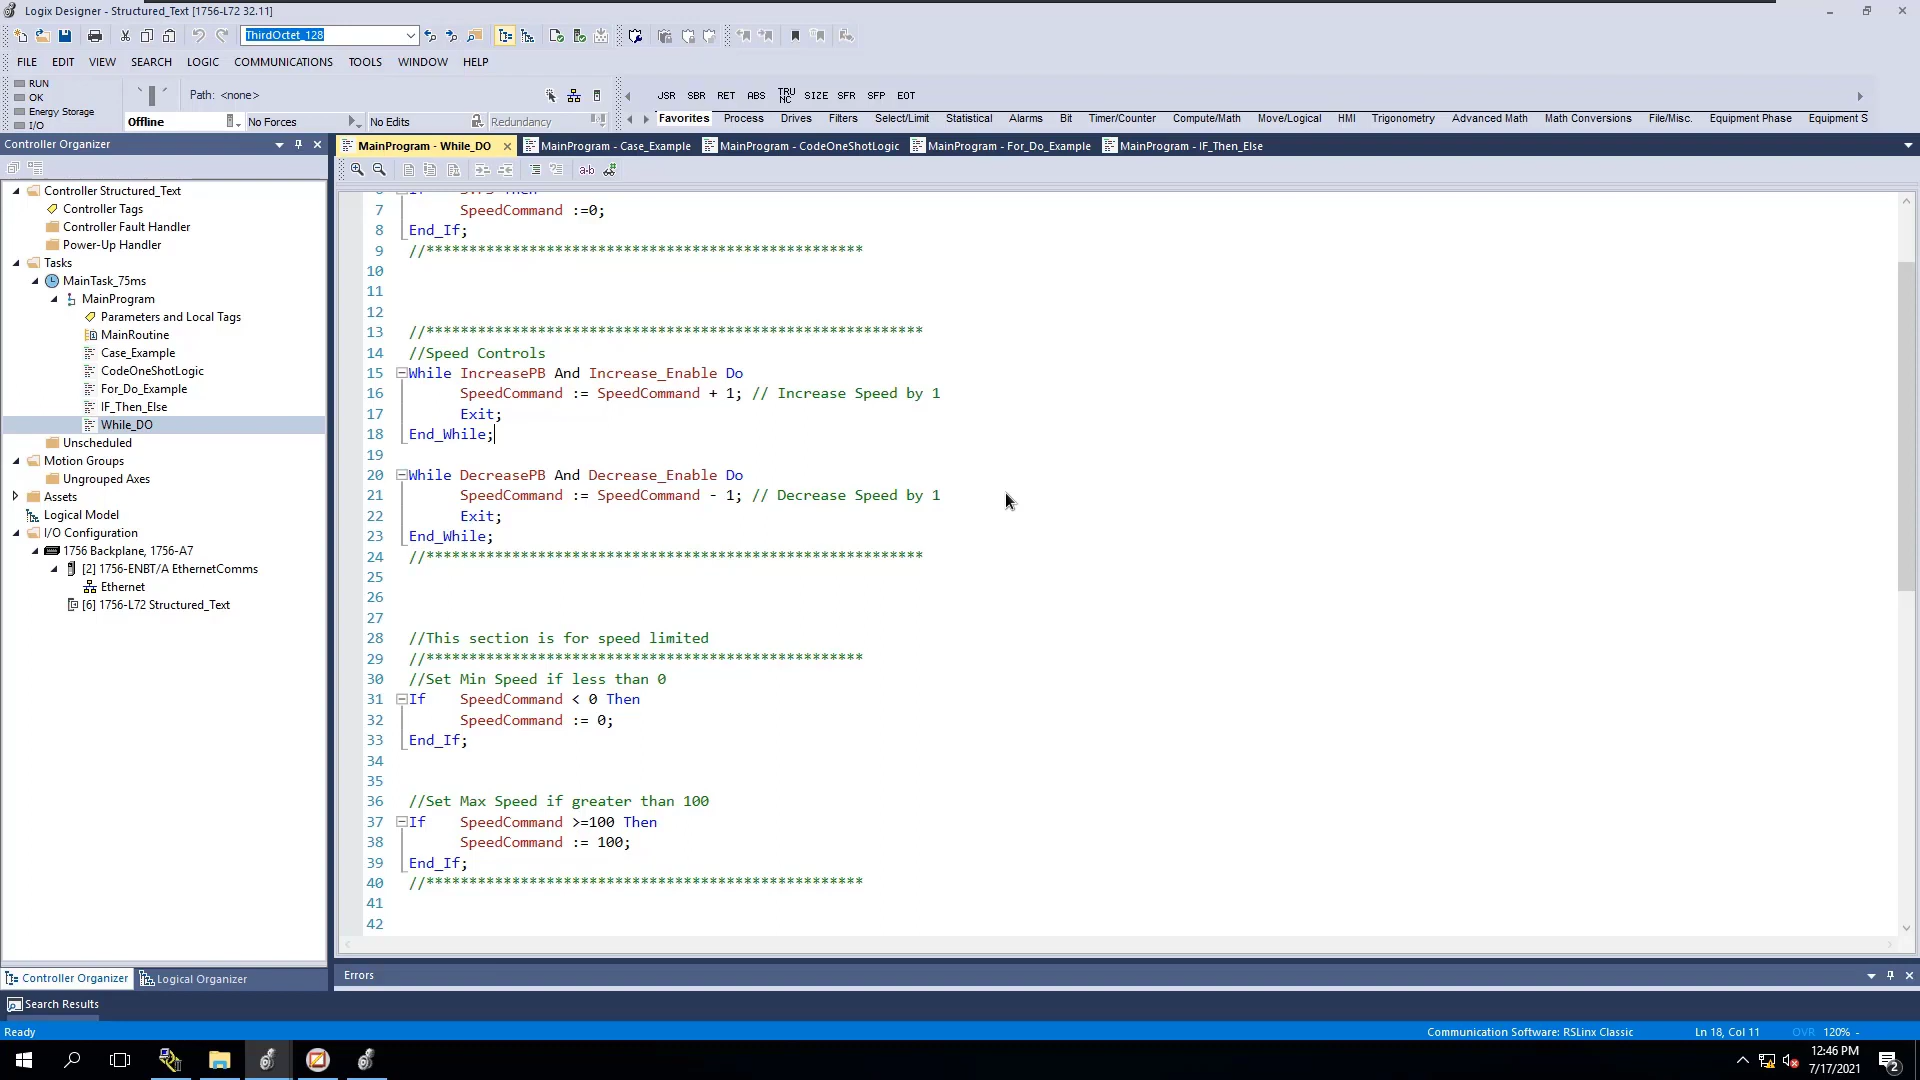 Logix Designer - Structured_Text [1756-L72 32.11]
ThirdOctet_128
FILE EDIT VIEW SEARCH LOGIC COMMUNICATIONS TOOLS WINDOW HELP
RUN
OK
Energy Storage
I/O
Path: <none>
Offline
No Forces
No Edits
Redundancy
JSR SBR RET ABS TRUNC SIZE SFR SFP EOT
Favorites Process Drives Filters Select/Limit Statistical Alarms Bit Timer/Counter Compute/Math Move/Logical HMI Trigonometry Advanced Math Math Conversions File/Misc. Equipment Phase Equipment S
Controller Organizer
Controller Structured_Text
Controller Tags
Controller Fault Handler
Power-Up Handler
Tasks
MainTask_75ms
MainProgram
Parameters and Local Tags
MainRoutine
Case_Example
CodeOneShotLogic
For_Do_Example
IF_Then_Else
While_DO
Unscheduled
Motion Groups
Ungrouped Axes
Assets
Logical Model
I/O Configuration
1756 Backplane, 1756-A7
[2] 1756-ENBT/A EthernetComms
Ethernet
[6] 1756-L72 Structured_Text
Controller Organizer
Logical Organizer
MainProgram - While_DO
MainProgram - Case_Example
MainProgram - CodeOneShotLogic
MainProgram - For_Do_Example
MainProgram - IF_Then_Else
7 SpeedCommand :=0;
8 End_If;
9 //***************************************************
10
11
12
13 //**********************************************************
14 //Speed Controls
15 While IncreasePB And Increase_Enable Do
16 SpeedCommand := SpeedCommand + 1; // Increase Speed by 1
17 Exit;
18 End_While;
19
20 While DecreasePB And Decrease_Enable Do
21 SpeedCommand := SpeedCommand - 1; // Decrease Speed by 1
22 Exit;
23 End_While;
24 //**********************************************************
25
26
27
28 //This section is for speed limited
29 //***************************************************
30 //Set Min Speed if less than 0
31 If SpeedCommand < 0 Then
32 SpeedCommand := 0;
33 End_If;
34
35
36 //Set Max Speed if greater than 100
37 If SpeedCommand >=100 Then
38 SpeedCommand := 100;
39 End_If;
40 //***************************************************
41
42
Errors
Search Results
Ready
Communication Software: RSLinx Classic
Ln 18, Col 11
OVR
120%
12:46 PM
7/17/2021
2